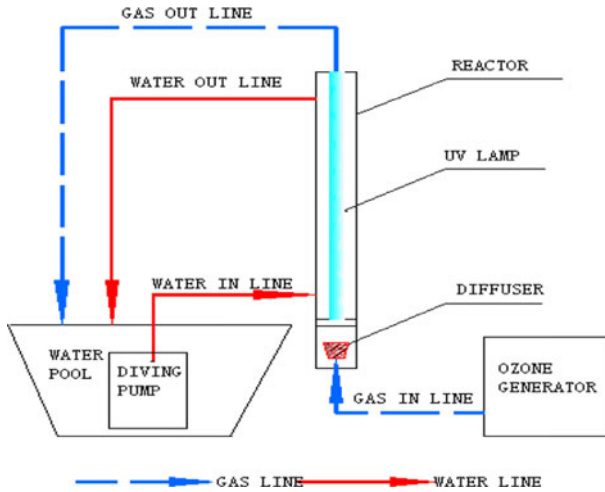 GAS OUT LINE
WATER OUT LINE
REACTOR
UV LAMP
WATER IN LINE
DIFFUSER
WATER
POOL
DIVING
PUMP
OZONE
GENERATOR
GAS IN LINE
GAS LINE
WATER LINE